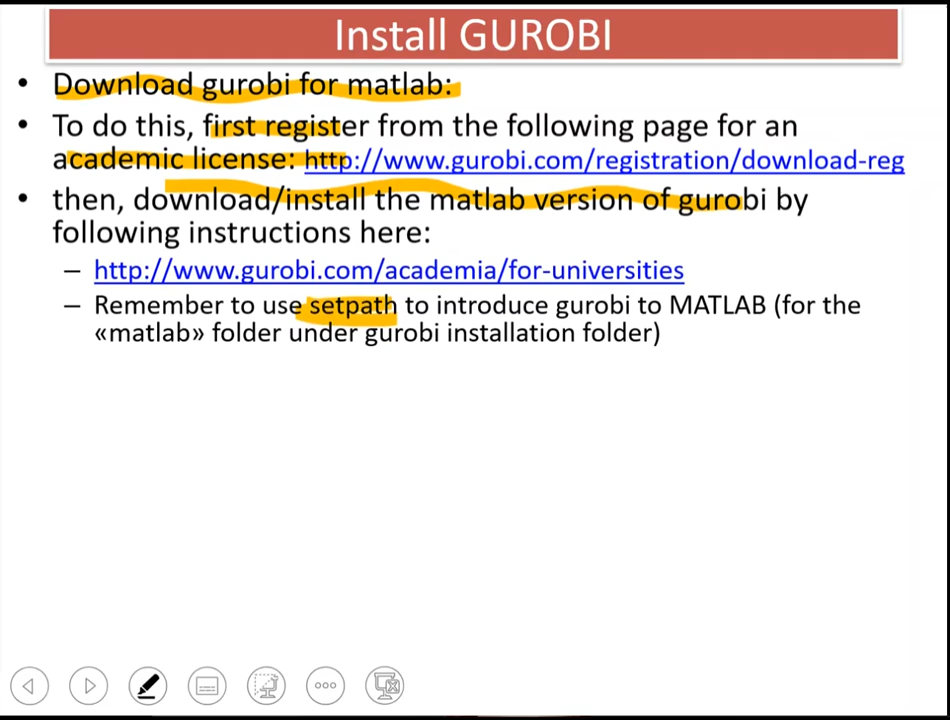 Install GUROBI
• Download gurobi for matlab:
• To do this, first register from the following page for an
academic license: http://www.gurobi.com/registration/download-reg
• then, download/install the matlab version of gurobi by
following instructions here:
– http://www.gurobi.com/academia/for-universities
– Remember to use setpath to introduce gurobi to MATLAB (for the
«matlab» folder under gurobi installation folder)